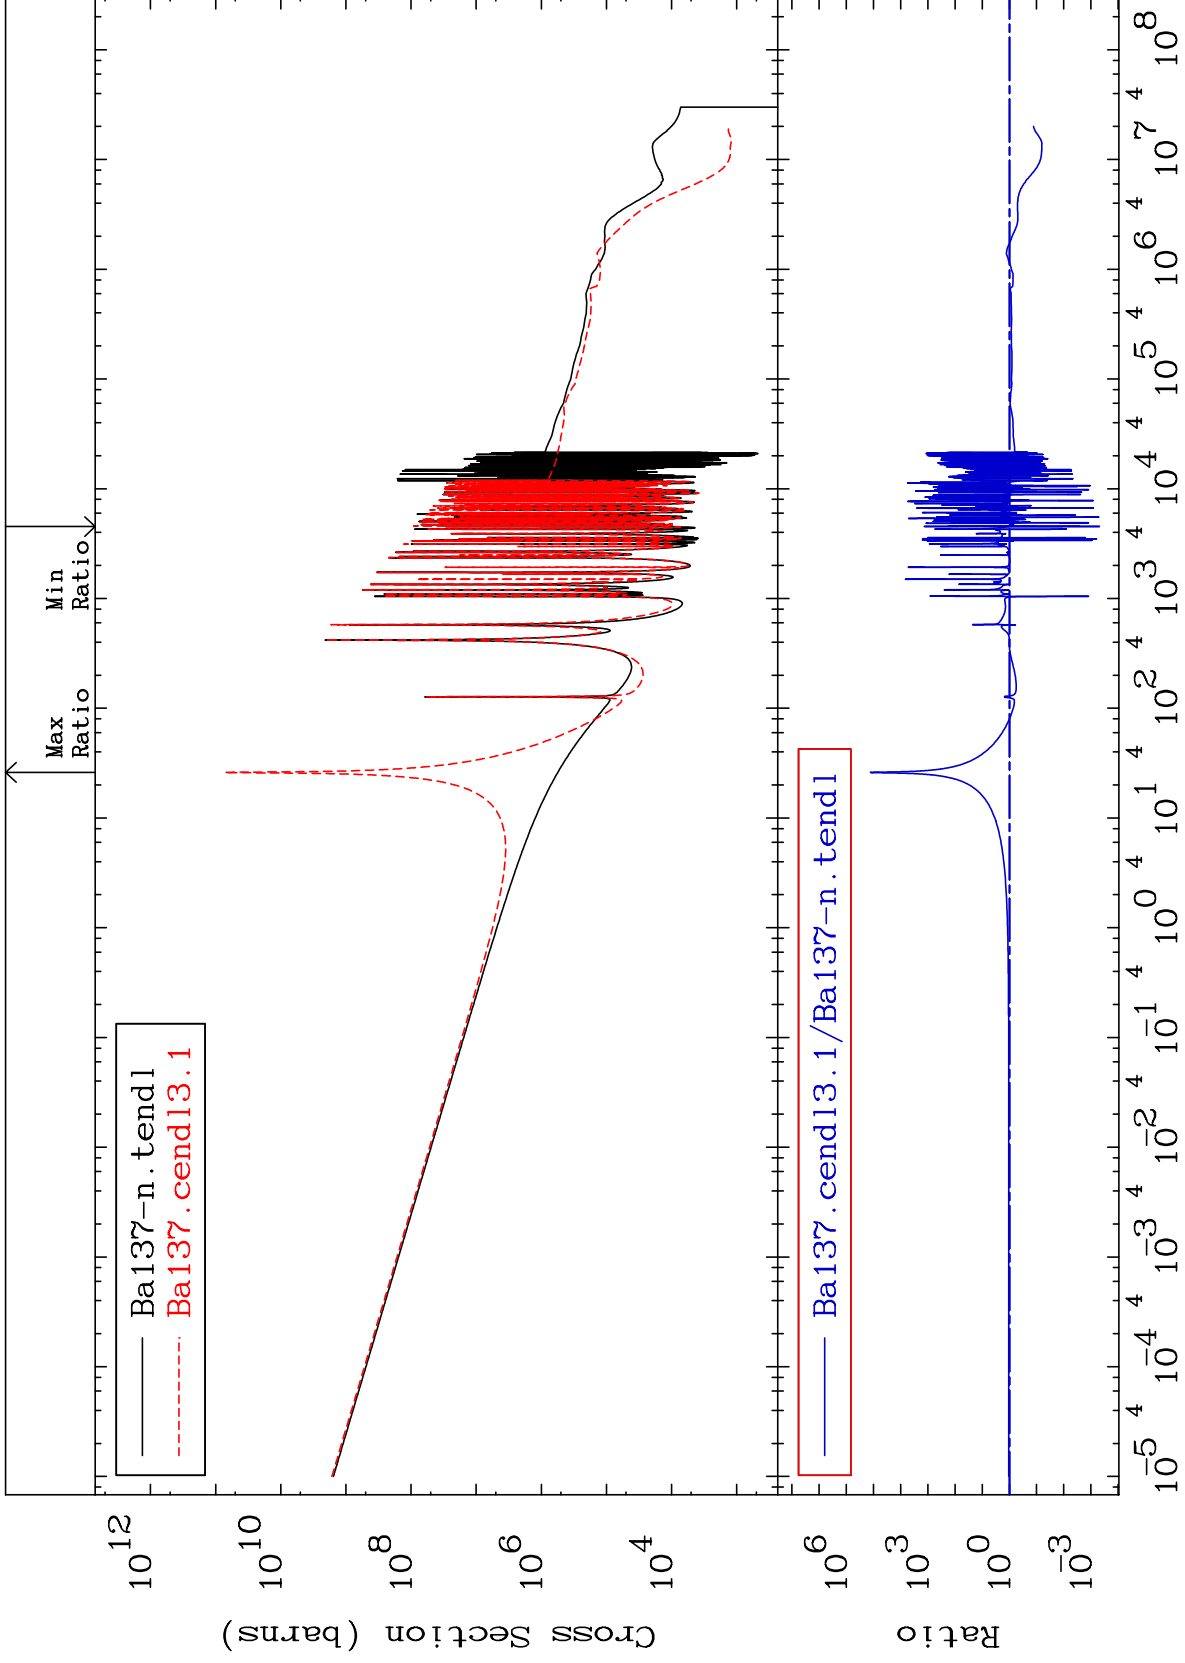 Max
Ratio
Min
Ratio
Ba137-n.tendl
Ba137.cendl3.1
Cross Section (barns)
10^12
10^10
10^8
10^6
10^4
Ba137.cendl3.1/Ba137-n.tendl
Ratio
10^6
10^3
10^0
10^-3
10^-5 4 10^-4 4 10^-3 4 10^-2 4 10^-1 4 10^0 4 10^1 4 10^2 4 10^3 4 10^4 4 10^5 4 10^6 4 10^7 4 10^8